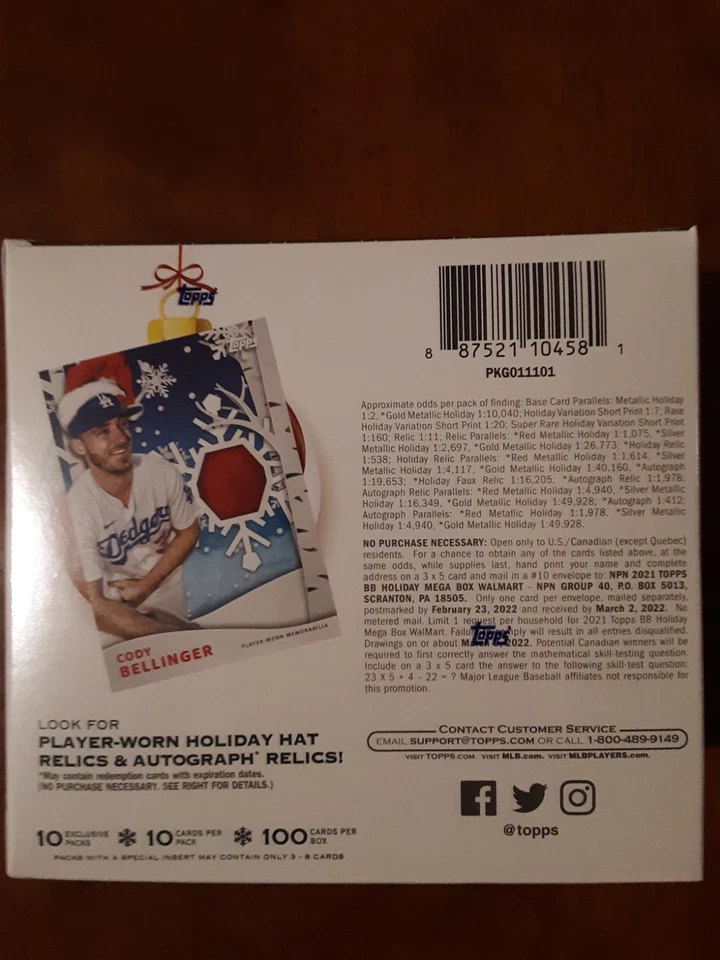 Topps
Topps
Dodgers
CODY
BELLINGER
PLAYER-WORN MEMORABILIA
LOOK FOR
PLAYER-WORN HOLIDAY HAT
RELICS & AUTOGRAPH* RELICS!
*May contain redemption cards with expiration dates.
(NO PURCHASE NECESSARY. SEE RIGHT FOR DETAILS.)
10 EXCLUSIVE PACKS 10 CARDS PER PACK 100 CARDS PER BOX
PACKS WITH A SPECIAL INSERT MAY CONTAIN ONLY 3 - 8 CARDS
8 87521 10458 1
PKG011101
Approximate odds per pack of finding: Base Card Parallels: Metallic Holiday
1:2, *Gold Metallic Holiday 1:10,040; Holiday Variation Short Print 1:7, Rare
Holiday Variation Short Print 1:20; Super Rare Holiday Variation Short Print
1:160; Relic 1:11; Relic Parallels: *Red Metallic Holiday 1:1,075, *Silver
Metallic 1:2,697, *Gold Metallic Holiday 1:26,773; *Holiday Relic
1:538; Holiday Relic Parallels: *Red Metallic Holiday 1:1,614, *Silver
Metallic 1:4,117, *Gold Metallic Holiday 1:40,160, *Autograph
1:19,653; *Holiday Faux Relic 1:16,205; *Autograph Relic 1:1,978;
Autograph Relic Parallels: *Red Metallic Holiday 1:4,940, *Silver Metallic
Holiday 1:16,349, *Gold Metallic Holiday 1:49,928; *Autograph 1:412;
Autograph Parallels: *Red Metallic Holiday 1:1,978, *Silver Metallic
Holiday 1:4,940, *Gold Metallic Holiday 1:49,928.
NO PURCHASE NECESSARY: Open only to U.S./Canadian (except Quebec)
residents. For a chance to obtain any of the cards listed above, at the
same odds, while supplies last, hand print your name and complete
address on a 3 x 5 card and mail in a #10 envelope to: NPN 2021 TOPPS
BB HOLIDAY MEGA BOX WALMART - NPN GROUP 40, P.O. BOX 5013,
SCRANTON, PA 18505. Only one card per envelope, mailed separately,
postmarked by February 23, 2022 and received by March 2, 2022. No
metered mail. Limit 1 request per household for 2021 Topps BB Holiday
Mega Box WalMart. will result in all entries disqualified.
Drawings on or about 2022. Potential Canadian winners will be
required to first correctly answer the mathematical skill-testing question:
Include on a 3 x 5 card the answer to the following skill-test question:
23 X 5 + 4 - 22 = ? Major League Baseball affiliates not responsible for
this promotion.
Topps
CONTACT CUSTOMER SERVICE
EMAIL SUPPORT@TOPPS.COM OR CALL 1-800-489-9149
VISIT TOPPS.COM. VISIT MLB.com. VISIT MLBPLAYERS.com.
@topps